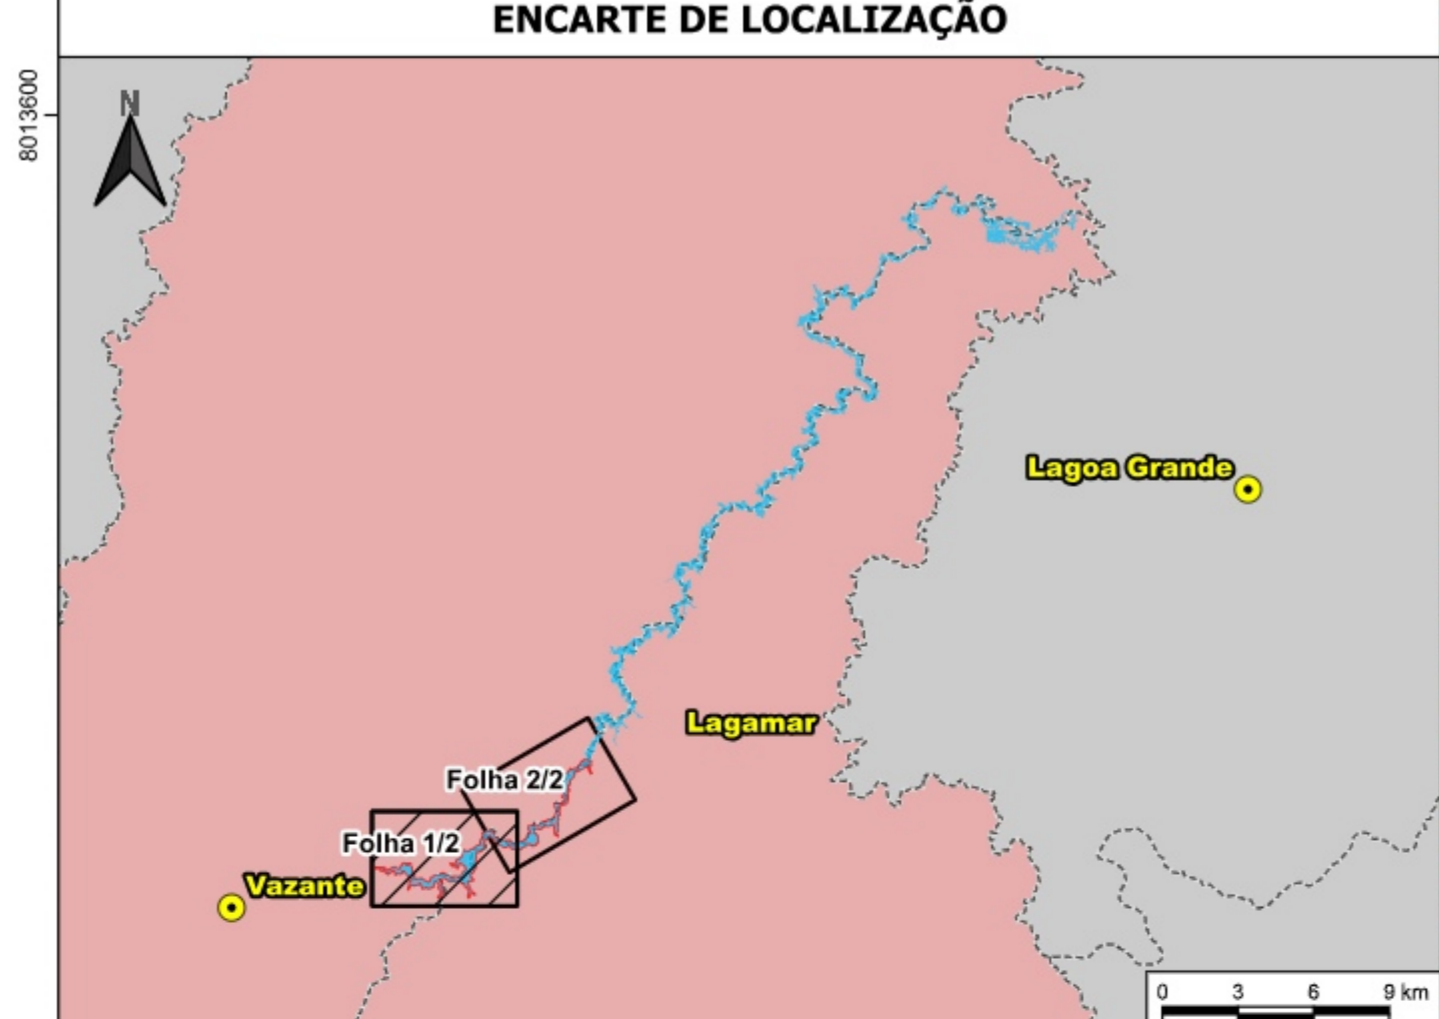 ENCARTE DE LOCALIZAÇÃO
8013600
N
Lagoa Grande
Lagamar
Folha 2/2
Folha 1/2
Vazante
0 3 6 9 km